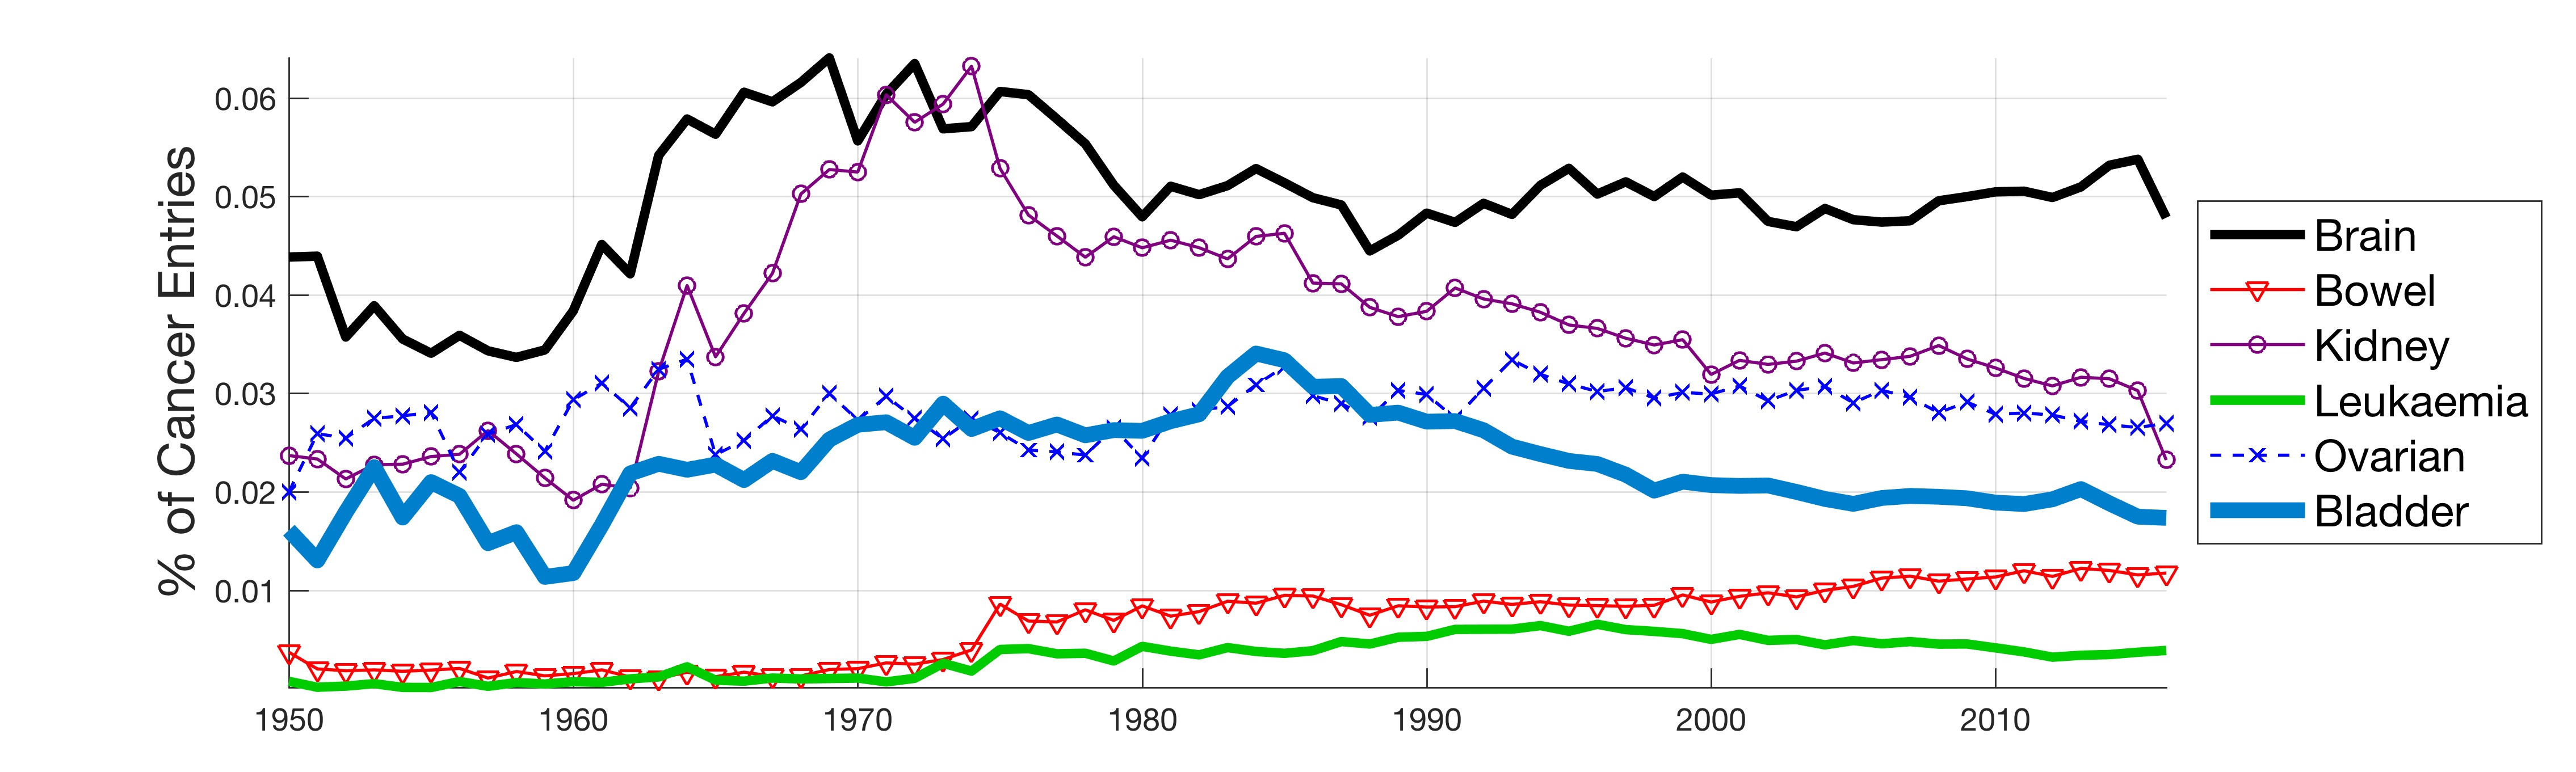 % of Cancer Entries
0.06
0.05
0.04
0.03
0.02
0.01
1950 1960 1970 1980 1990 2000 2010
Brain
Bowel
Kidney
Leukaemia
Ovarian
Bladder